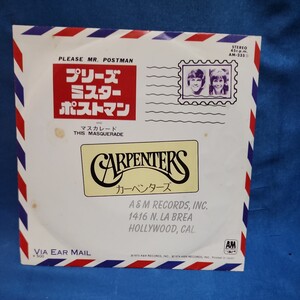 PLEASE MR. POSTMAN
プリーズ
ミスター
ポストマン
STEREO
45r.p.m.
マスカレード
THIS MASQUERADE
CARPENTERS
カーペンターズ
A&M RECORDS, INC.
1416 N. LA BREA
HOLLYWOOD, CAL
VIA EAR MAIL
A&M